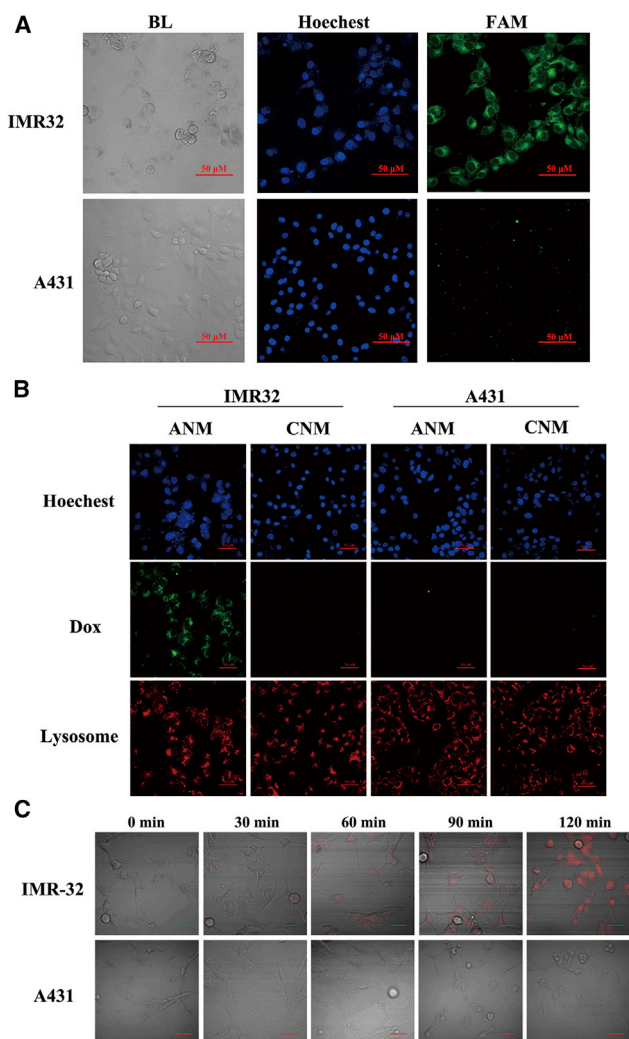 A
BL Hoechest FAM
IMR32
50 μM 50 μM 50 μM
A431
50 μM 50 μM 50 μM
B
IMR32 A431
ANM CNM ANM CNM
Hoechest
Dox
Lysosome
C
0 min 30 min 60 min 90 min 120 min
IMR-32
A431